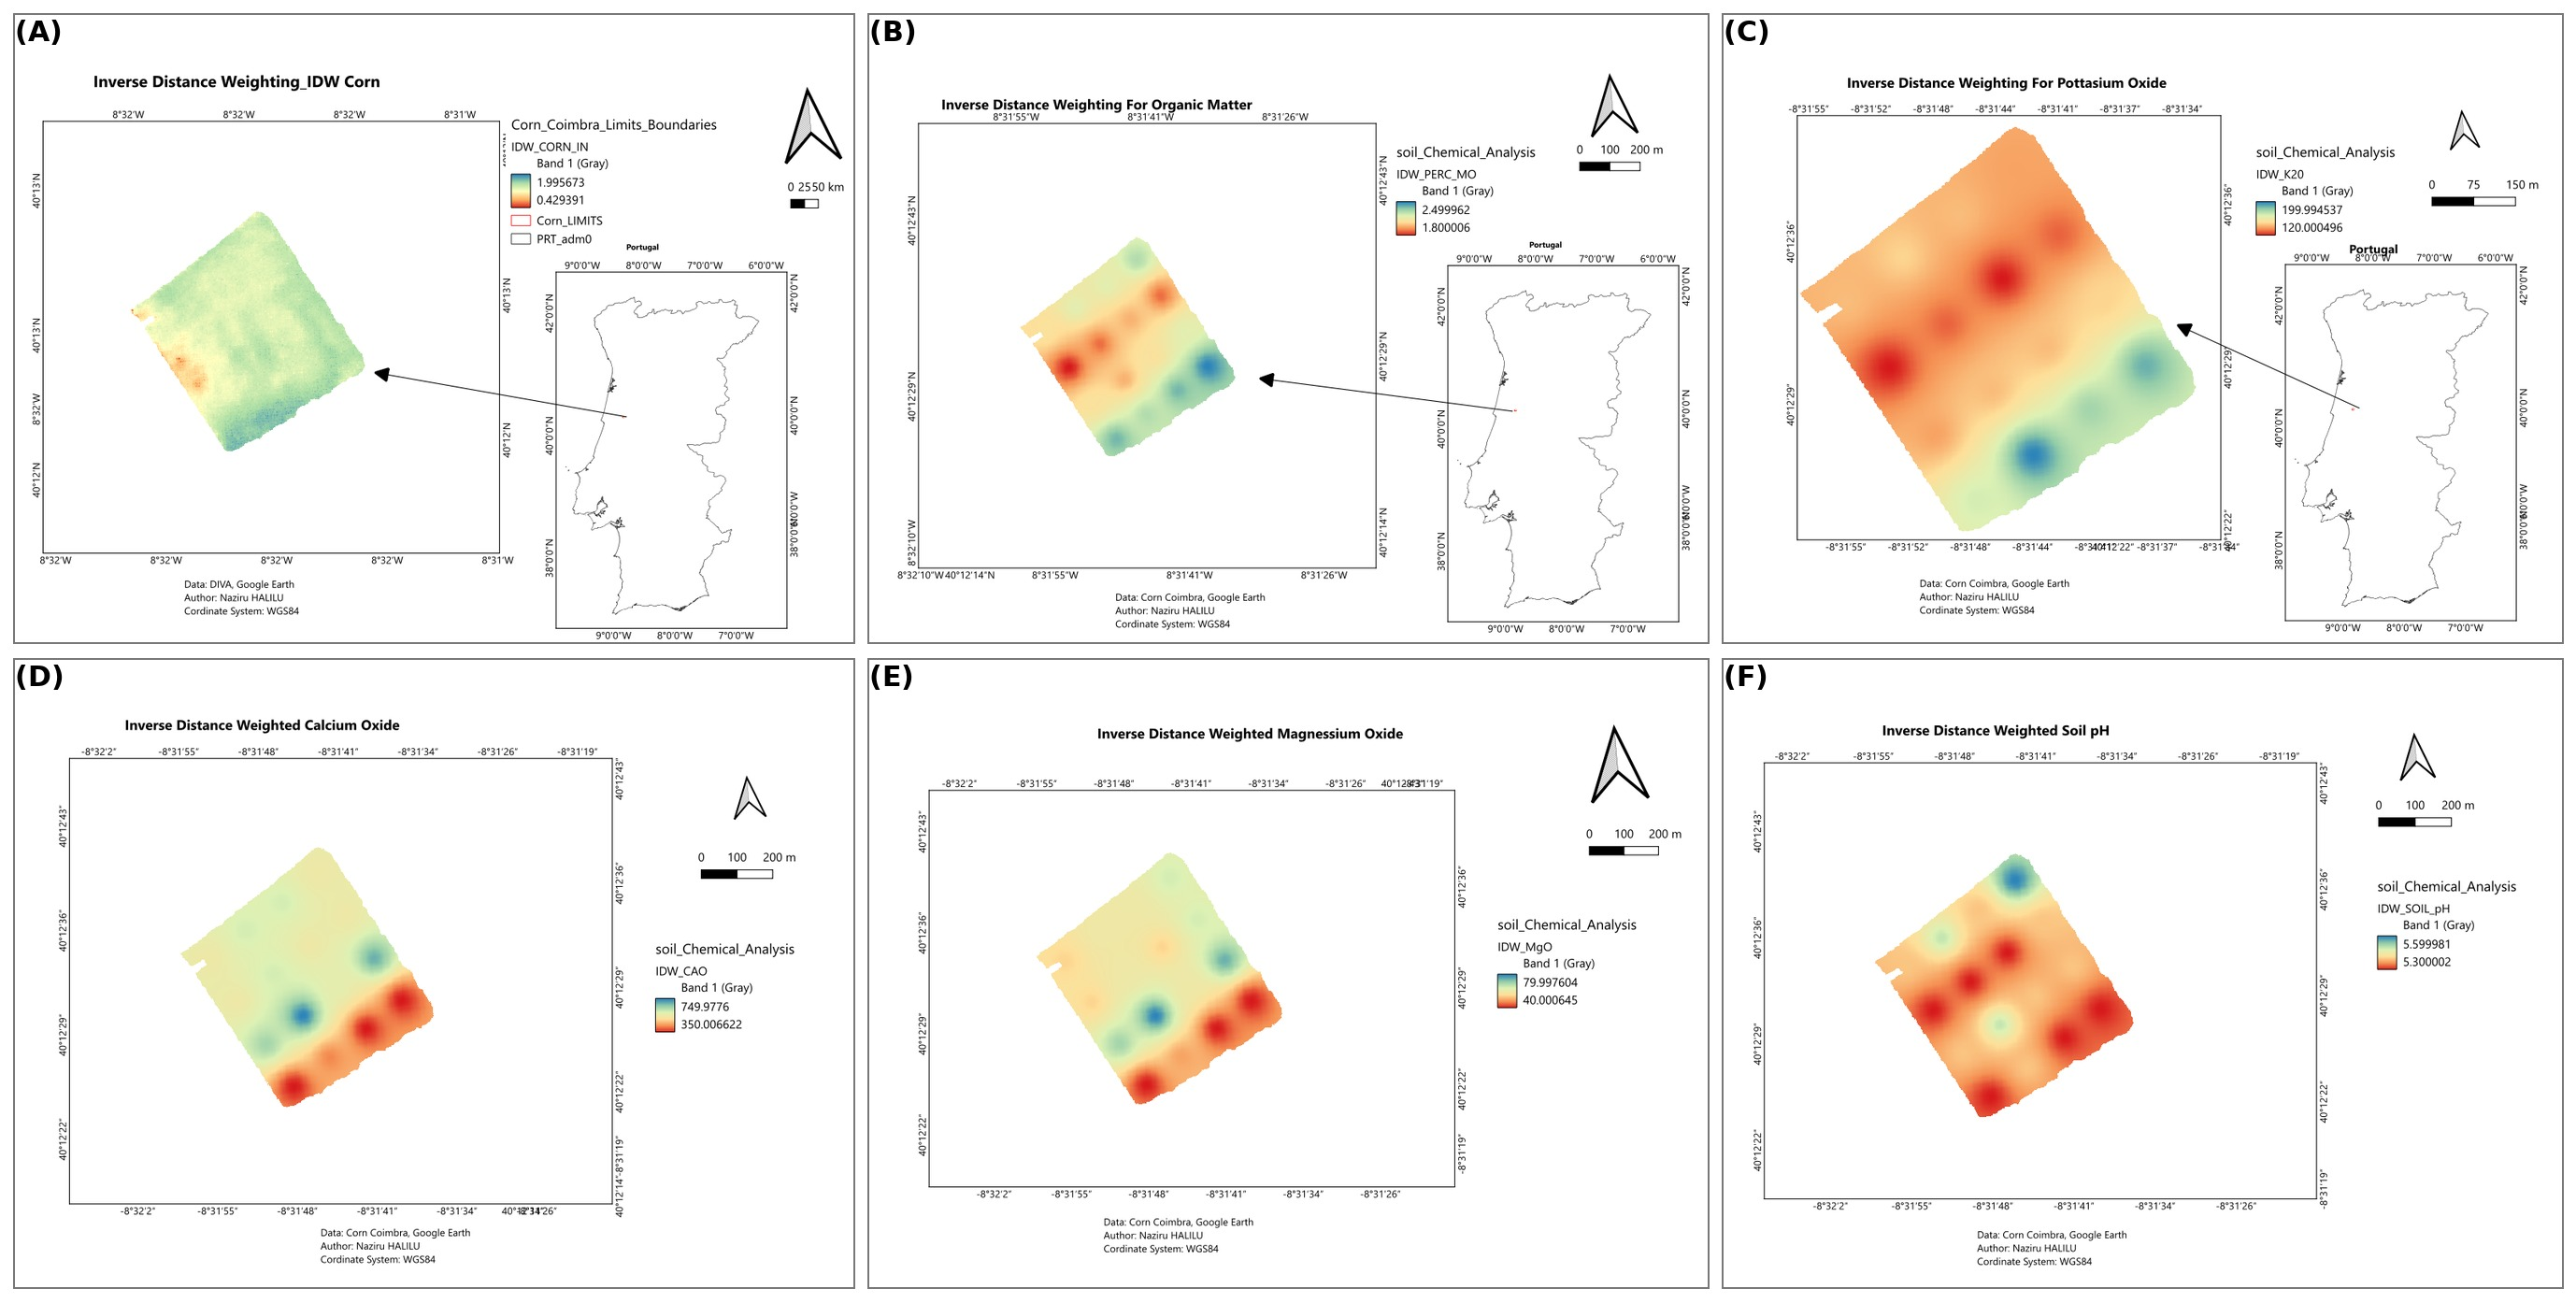 (A)
Inverse Distance Weighting_IDW Corn
8°32'W 8°32'W 8°32'W 8°31'W
40°13'N
40°13'N
8°32'W
40°12'N
40°13'N
40°12'N
8°32'W 8°32'W 8°32'W 8°32'W 8°31'W
Corn_Coimbra_Limits_Boundaries
IDW_CORN_IN
Band 1 (Gray)
1.995673
0.429391
Corn_LIMITS
PRT_adm0
0 2550 km
Portugal
9°0'0"W 8°0'0"W 7°0'0"W 6°0'0"W
42°0'0"N
40°0'0"N
38°0'0"N
42°0'0"N
40°0'0"N
9°0'0"W 8°0'0"W 7°0'0"W
Data: DIVA, Google Earth
Author: Naziru HALILU
Cordinate System: WGS84
(B)
Inverse Distance Weighting For Organic Matter
8°31'55"W 8°31'41"W 8°31'26"W
40°12'43"N
40°12'29"N
8°32'10"W
40°12'43"N
40°12'29"N
40°12'14"N
8°32'10"W 40°12'14"N 8°31'55"W 8°31'41"W 8°31'26"W
soil_Chemical_Analysis
IDW_PERC_MO
Band 1 (Gray)
2.499962
1.800006
0 100 200 m
Portugal
9°0'0"W 8°0'0"W 7°0'0"W 6°0'0"W
42°0'0"N
40°0'0"N
38°0'0"N
42°0'0"N
40°0'0"N
9°0'0"W 8°0'0"W 7°0'0"W
Data: Corn Coimbra, Google Earth
Author: Naziru HALILU
Cordinate System: WGS84
(C)
Inverse Distance Weighting For Pottasium Oxide
-8°31'55" -8°31'52" -8°31'48" -8°31'44" -8°31'41" -8°31'37" -8°31'34"
40°12'36"
40°12'29"
40°12'36"
40°12'29"
40°12'22"
-8°31'55" -8°31'52" -8°31'48" -8°31'44" -8°31'37"
soil_Chemical_Analysis
IDW_K20
Band 1 (Gray)
199.994537
120.000496
0 75 150 m
Portugal
9°0'0"W 8°0'0"W 7°0'0"W 6°0'0"W
42°0'0"N
40°0'0"N
38°0'0"N
42°0'0"N
40°0'0"N
9°0'0"W 8°0'0"W 7°0'0"W
Data: Corn Coimbra, Google Earth
Author: Naziru HALILU
Cordinate System: WGS84
(D)
Inverse Distance Weighted Calcium Oxide
-8°32'2" -8°31'55" -8°31'48" -8°31'41" -8°31'34" -8°31'26" -8°31'19"
40°12'43"
40°12'36"
40°12'29"
40°12'22"
40°12'43"
40°12'36"
40°12'29"
40°12'22"
40°12'14" -8°31'19"
-8°32'2" -8°31'55" -8°31'48" -8°31'41" -8°31'34"
0 100 200 m
soil_Chemical_Analysis
IDW_CAO
Band 1 (Gray)
749.9776
350.006622
Data: Corn Coimbra, Google Earth
Author: Naziru HALILU
Cordinate System: WGS84
(E)
Inverse Distance Weighted Magnessium Oxide
-8°32'2" -8°31'55" -8°31'48" -8°31'41" -8°31'34" -8°31'26"
40°12'43"
40°12'36"
40°12'29"
40°12'22"
40°12'36"
40°12'29"
40°12'22"
-8°31'19"
-8°32'2" -8°31'55" -8°31'48" -8°31'41" -8°31'34" -8°31'26"
0 100 200 m
soil_Chemical_Analysis
IDW_MgO
Band 1 (Gray)
79.997604
40.000645
Data: Corn Coimbra, Google Earth
Author: Naziru HALILU
Cordinate System: WGS84
(F)
Inverse Distance Weighted Soil pH
-8°32'2" -8°31'55" -8°31'48" -8°31'41" -8°31'34" -8°31'26" -8°31'19"
40°12'43"
40°12'36"
40°12'29"
40°12'22"
40°12'43"
40°12'36"
40°12'29"
40°12'22"
-8°31'19"
-8°32'2" -8°31'55" -8°31'48" -8°31'41" -8°31'34" -8°31'26"
0 100 200 m
soil_Chemical_Analysis
IDW_SOIL_pH
Band 1 (Gray)
5.599981
5.300002
Data: Corn Coimbra, Google Earth
Author: Naziru HALILU
Cordinate System: WGS84